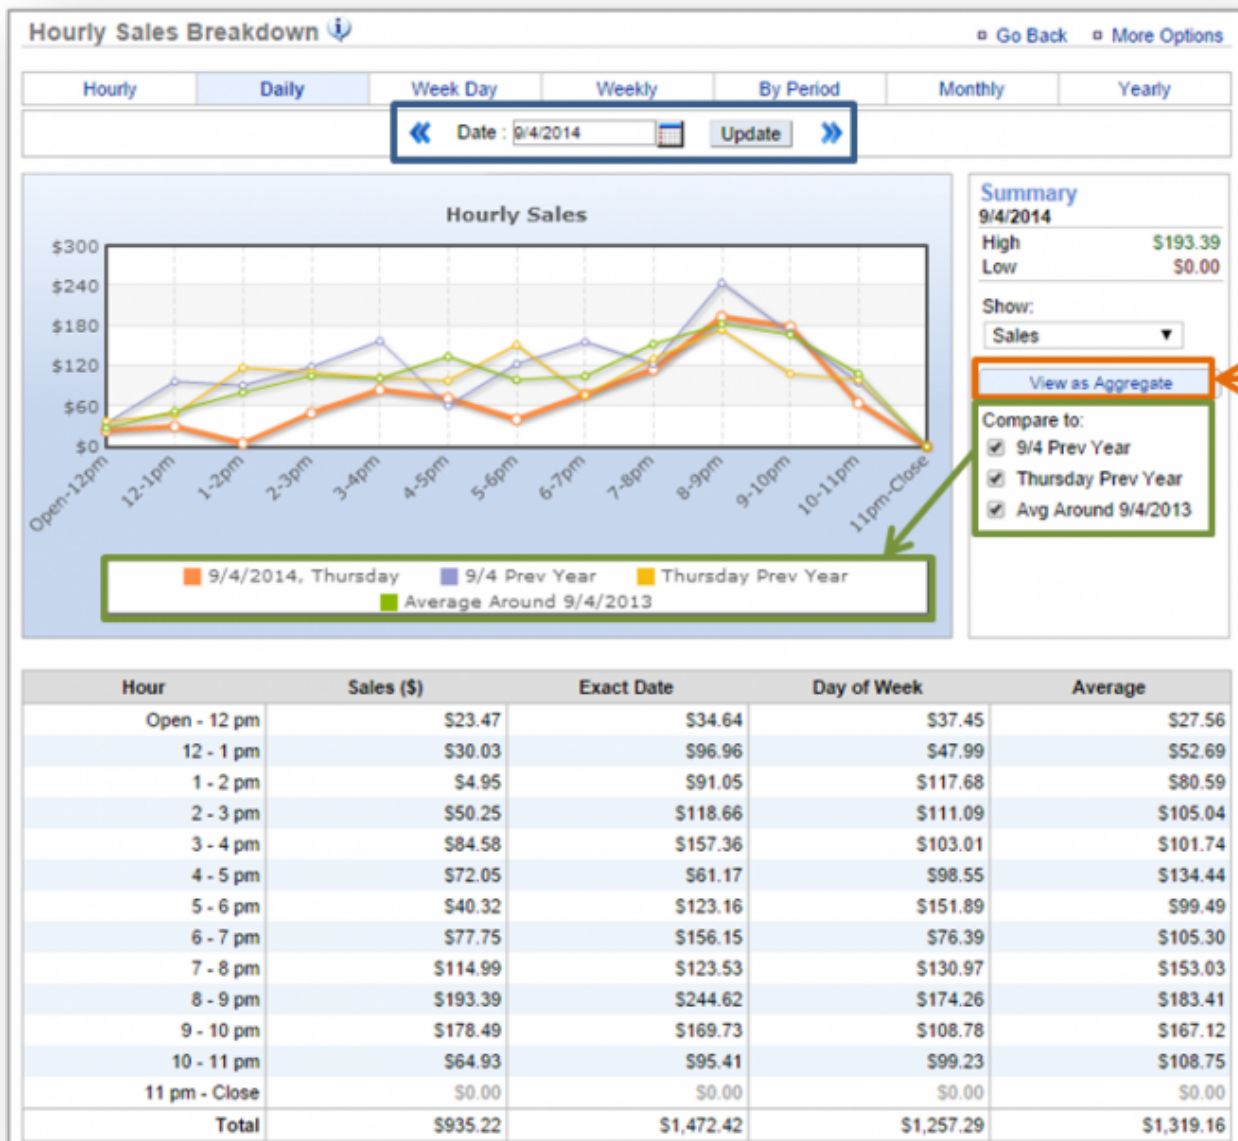 Hourly Sales Breakdown i
Go Back More Options
Hourly Daily Week Day Weekly By Period Monthly Yearly
Date : 9/4/2014 Update
Hourly Sales
$300
$240
$180
$120
$60
$0
Open-12pm 12-1pm 1-2pm 2-3pm 3-4pm 4-5pm 5-6pm 6-7pm 7-8pm 8-9pm 9-10pm 10-11pm 11pm-Close
9/4/2014, Thursday 9/4 Prev Year Thursday Prev Year
Average Around 9/4/2013
Summary
9/4/2014
High $193.39
Low $0.00
Show:
Sales
View as Aggregate
Compare to:
9/4 Prev Year
Thursday Prev Year
Avg Around 9/4/2013
Hour Sales ($) Exact Date Day of Week Average
Open - 12 pm $23.47 $34.64 $37.45 $27.56
12 - 1 pm $30.03 $96.96 $47.99 $52.69
1 - 2 pm $4.95 $91.05 $117.68 $80.59
2 - 3 pm $50.25 $118.66 $111.09 $105.04
3 - 4 pm $84.58 $157.36 $103.01 $101.74
4 - 5 pm $72.05 $61.17 $98.55 $134.44
5 - 6 pm $40.32 $123.16 $151.89 $99.49
6 - 7 pm $77.75 $156.15 $76.39 $105.30
7 - 8 pm $114.99 $123.53 $130.97 $153.03
8 - 9 pm $193.39 $244.62 $174.26 $183.41
9 - 10 pm $178.49 $169.73 $108.78 $167.12
10 - 11 pm $64.93 $95.41 $99.23 $108.75
11 pm - Close $0.00 $0.00 $0.00 $0.00
Total $935.22 $1,472.42 $1,257.29 $1,319.16